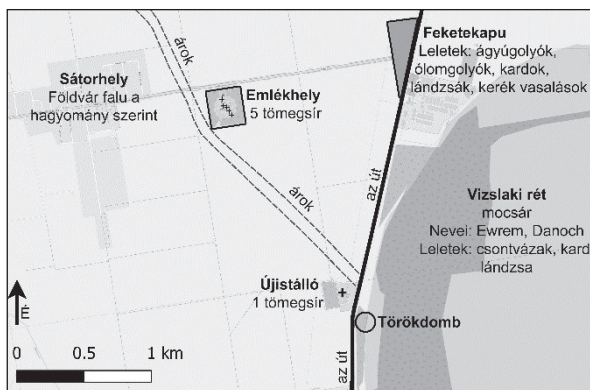 Feketekapu
Leletek: ágyúgolyók,
ólomgolyók, kardok,
lándzsák, kerék vasalások
árok
Sátorhely
Földvár falu a
hagyomány szerint
Emlékhely
5 tömegsír
az út
árok
Vizslaki rét
mocsár
Nevei: Ewrem, Danoch
Leletek: csontvázak, kard
lándzsa
Újistálló
1 tömegsír
É
Törökdomb
az út
0 0.5 1 km